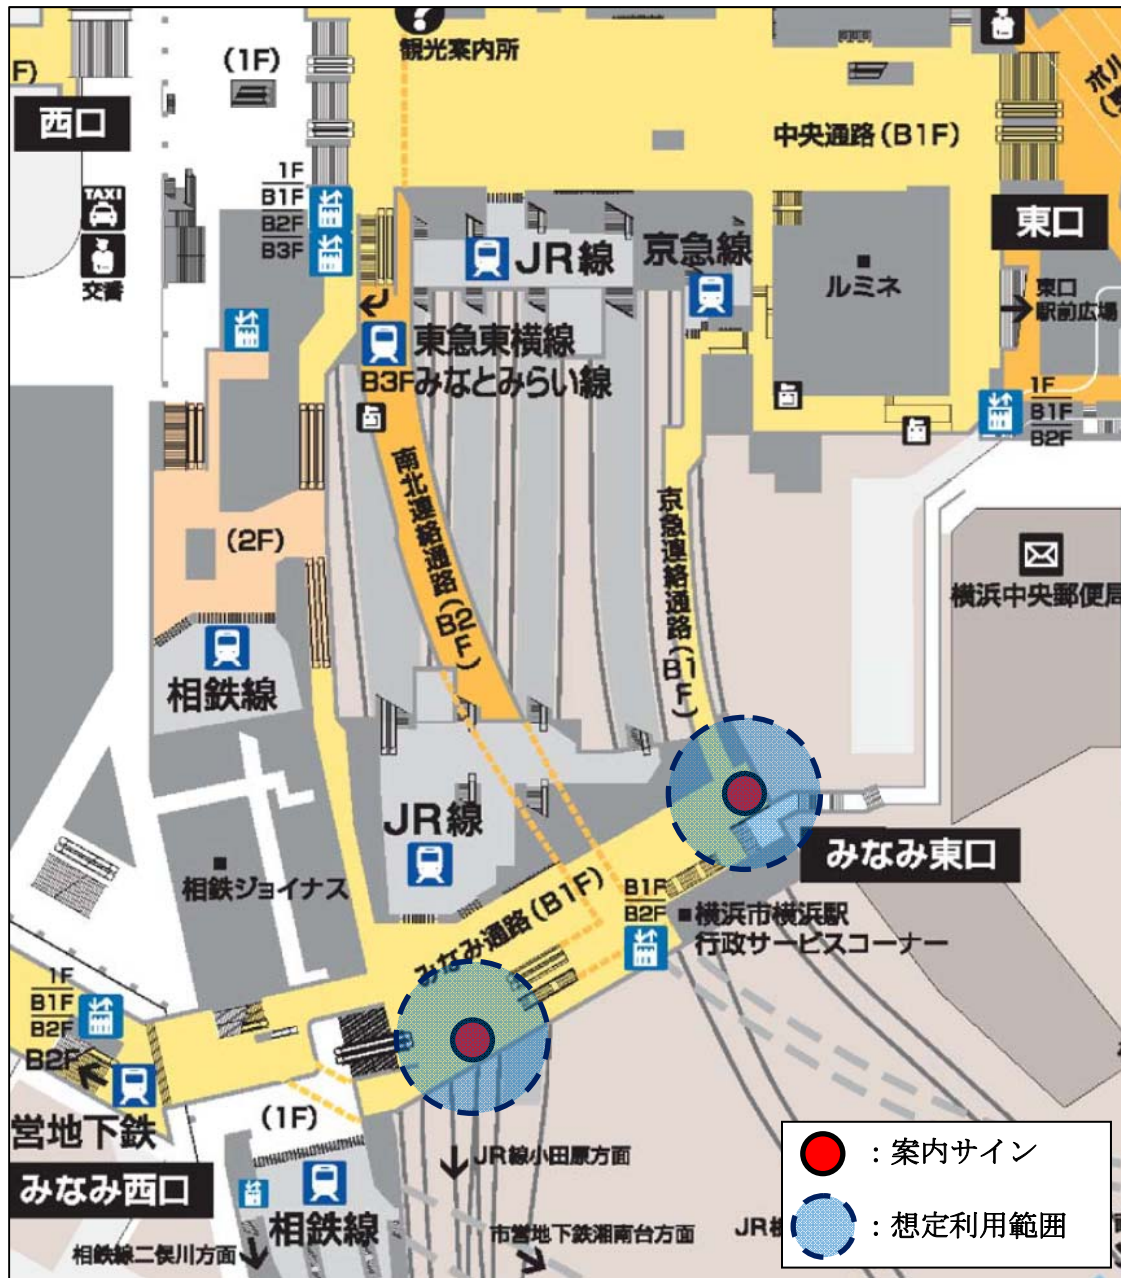 観光案内所
(1F)
F)
西口
中央通路(B1F)
1F
B1F
B2F
B3F
TAXI
交番
東口
JR線
京急線
ルミネ
東口
駅前広場
東急東横線
B3F みなとみらい線
1F
B1F
B2F
南北連絡通路(B2F)
京急連絡通路(B1F)
(2F)
横浜中央郵便局
相鉄線
JR線
みなみ東口
相鉄ジョイナス
みなみ通路(B1F)
B1F
B2F
横浜市横浜駅
行政サービスコーナー
1F
B1F
B2F
B2F
営地下鉄
(1F)
みなみ西口
JR線小田原方面
相鉄線
相鉄線二俣川方面
市営地下鉄湘南台方面
JR
：案内サイン
：想定利用範囲